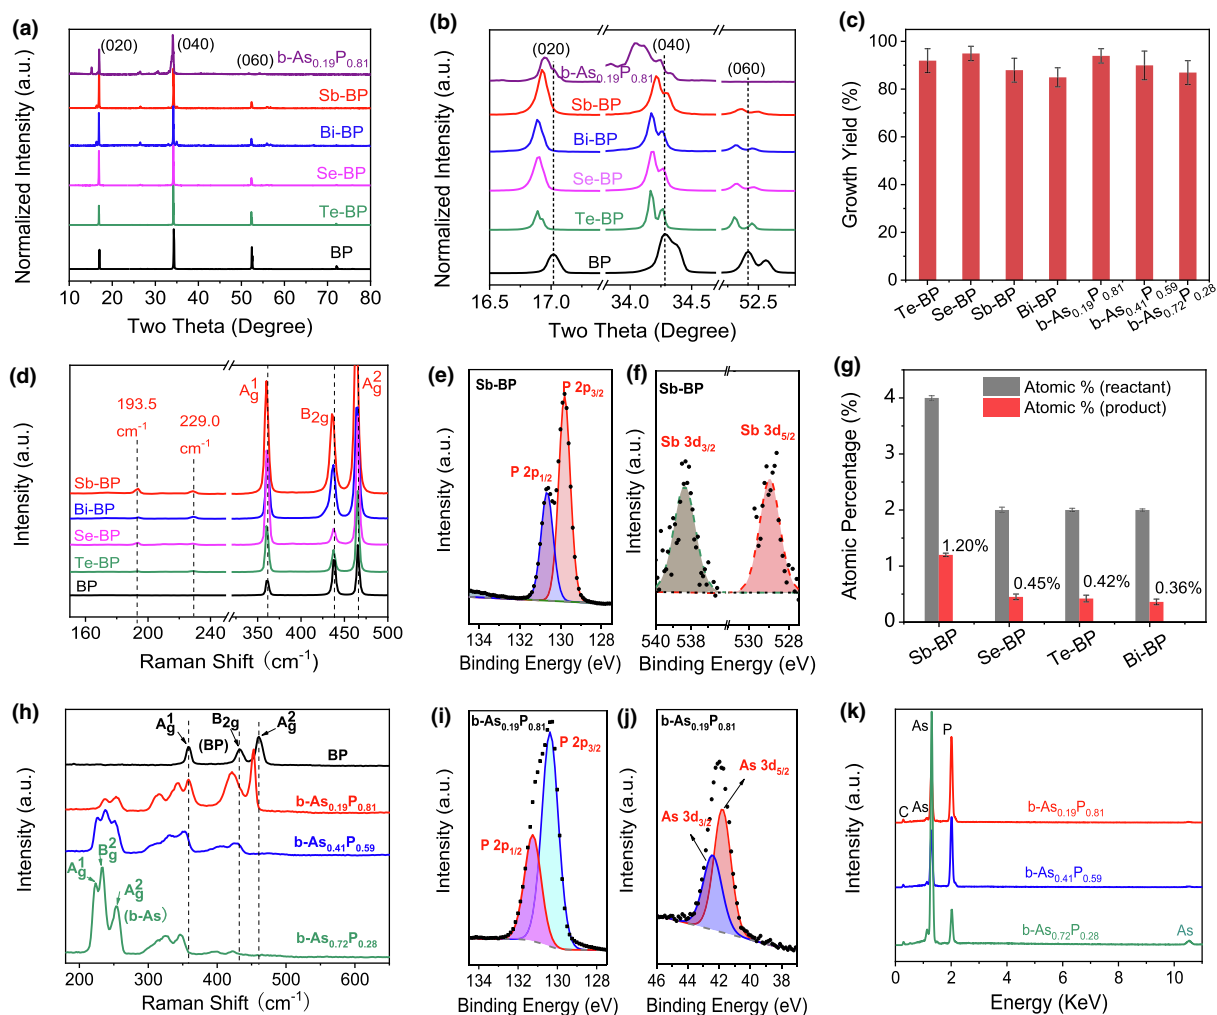 (a)
(020)
(040)
(060)
b-As0.19P0.81
Sb-BP
Bi-BP
Se-BP
Te-BP
BP
Normalized Intensity (a.u.)
10 20 30 40 50 60 70 80
Two Theta (Degree)
(b)
(020)
(040)
(060)
b-As0.19P0.81
Sb-BP
Bi-BP
Se-BP
Te-BP
BP
Normalized Intensity (a.u.)
16.5 17.0 34.0 34.5 52.5
Two Theta (Degree)
(c)
100
80
60
40
20
0
Growth Yield (%)
Te-BP
Se-BP
Sb-BP
Bi-BP
b-As0.19P0.81
b-As0.41P0.59
b-As0.72P0.28
(d)
Ag1
B2g
Ag2
193.5
cm-1
229.0
cm-1
Sb-BP
Bi-BP
Se-BP
Te-BP
BP
Intensity (a.u.)
160 200 240 350 400 450 500
Raman Shift (cm-1)
(e)
Sb-BP
P 2p3/2
P 2p1/2
Intensity (a.u.)
134 132 130 128
Binding Energy (eV)
(f)
Sb-BP
Sb 3d3/2
Sb 3d5/2
Intensity (a.u.)
540 538 530 528
Binding Energy (eV)
(g)
Atomic % (reactant)
Atomic % (product)
4
3
2
1
0
Atomic Percentage (%)
1.20%
0.45%
0.42%
0.36%
Sb-BP
Se-BP
Te-BP
Bi-BP
(h)
Ag1
B2g
Ag2
(BP)
BP
b-As0.19P0.81
b-As0.41P0.59
Bg2
Ag1
Ag2
(b-As)
b-As0.72P0.28
Intensity (a.u.)
200 300 400 500 600
Raman Shift (cm-1)
(i)
b-As0.19P0.81
P 2p3/2
P 2p1/2
Intensity (a.u.)
134 132 130 128
Binding Energy (eV)
(j)
b-As0.19P0.81
As 3d5/2
As 3d3/2
Intensity (a.u.)
46 44 42 40 38
Binding Energy (eV)
(k)
As
P
C
As
b-As0.19P0.81
b-As0.41P0.59
b-As0.72P0.28
As
Intensity (a.u.)
0 2 4 6 8 10
Energy (KeV)